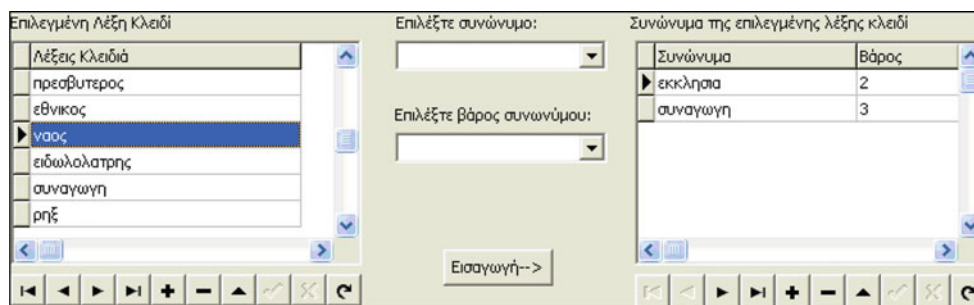 Επιλεγμένη Λέξη Κλειδί
Λέξεις Κλειδιά
πρεσβυτερος
εθνικος
ναος
ειδωλολατρης
συναγωγη
ρηξ
Επιλέξτε συνώνυμο:
Επιλέξτε βάρος συνωνύμου:
Εισαγωγή-->
Συνώνυμα της επιλεγμένης λέξης κλειδί
Συνώνυμα Βάρος
εκκλησια 2
συναγωγη 3